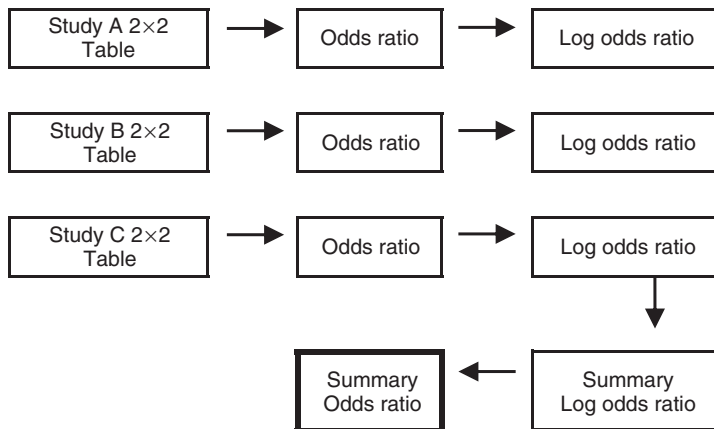 Study A 2×2
Table
Odds ratio
Log odds ratio
Study B 2×2
Table
Odds ratio
Log odds ratio
Study C 2×2
Table
Odds ratio
Log odds ratio
Summary
Odds ratio
Summary
Log odds ratio